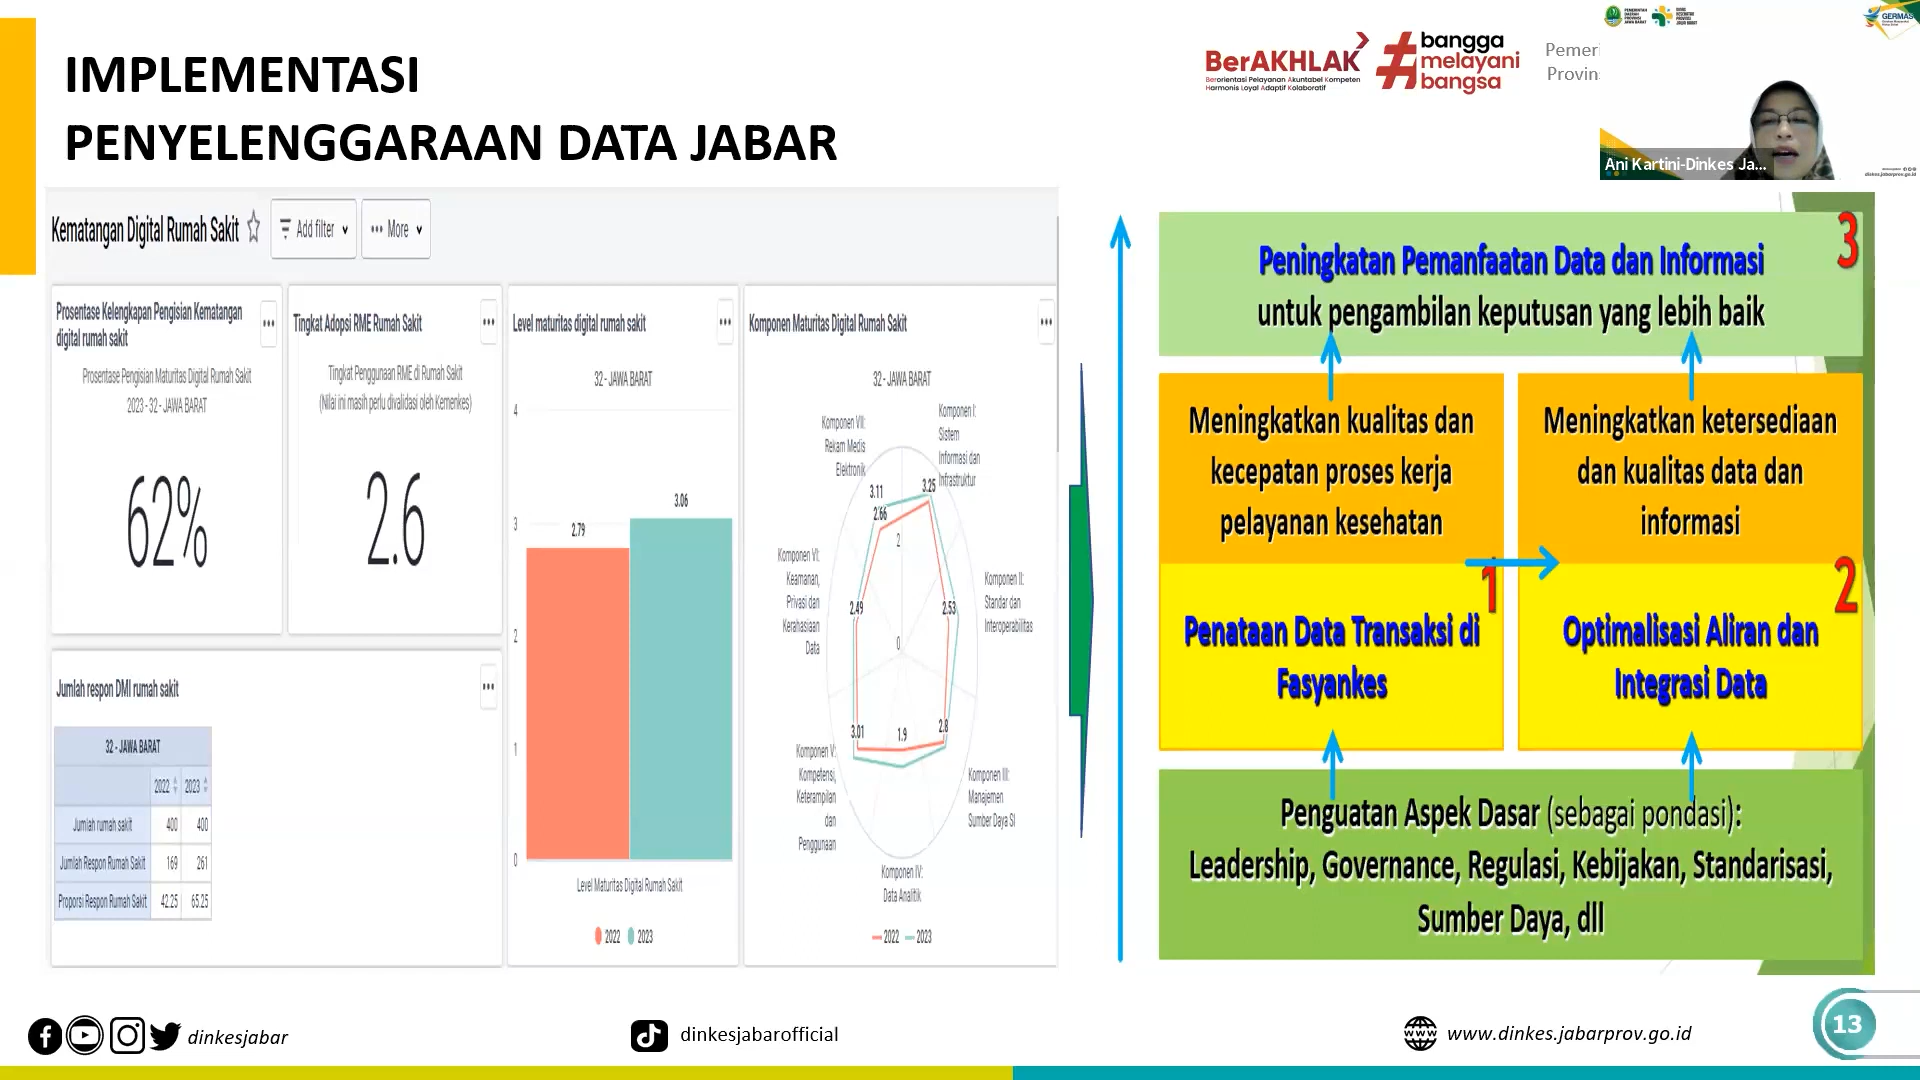 IMPLEMENTASI
PENYELENGGARAAN DATA JABAR
BerAKHLAK
Berorientasi Pelayanan Akuntabel Kompeten
Harmonis Loyal Adaptif Kolaboratif
#bangga
melayani
bangsa
Pemeri
Provin
GERMAS
Ani Kartini-Dinkes Ja...
dinkes.jabarprov.go.id
Kematangan Digital Rumah Sakit
Add filter
More
Prosentase Kelengkapan Pengisian Kematangan
digital rumah sakit
Prosentase Pengisian Maturitas Digital Rumah Sakit
2023 - 32 - JAWA BARAT
62%
Tingkat Adopsi RME Rumah Sakit
Tingkat Penggunaan RME di Rumah Sakit
(Nilai ini masih perlu divalidasi oleh Kemenkes)
2.6
Level maturitas digital rumah sakit
32 - JAWA BARAT
4
3
2
1
0
2.79
3.06
Level Maturitas Digital Rumah Sakit
2022 2023
Komponen Maturitas Digital Rumah Sakit
32 - JAWA BARAT
Komponen I:
Sistem
Informasi dan
Infrastruktur
Komponen II:
Standar dan
Interoperabilitas
Komponen III:
Manajemen
Sumber Daya SI
Komponen IV:
Data Analitik
Komponen V:
Kompetensi,
Keterampilan
dan
Penggunaan
Komponen VI:
Keamanan,
Privasi dan
Kerahasiaan
Data
Komponen VII:
Rekam Medis
Elektronik
3.11
3.25
2.66
2
2.49
2.53
0
3.01
1.9
2.8
2022 2023
Jumlah respon DMI rumah sakit
32 - JAWA BARAT
2022 2023
Jumlah rumah sakit 400 400
Jumlah Respon Rumah Sakit 169 261
Proporsi Respon Rumah Sakit 42.25 65.25
3
Peningkatan Pemanfaatan Data dan Informasi
untuk pengambilan keputusan yang lebih baik
Meningkatkan kualitas dan
kecepatan proses kerja
pelayanan kesehatan
1
Penataan Data Transaksi di
Fasyankes
Meningkatkan ketersediaan
dan kualitas data dan
informasi
2
Optimalisasi Aliran dan
Integrasi Data
Penguatan Aspek Dasar (sebagai pondasi):
Leadership, Governance, Regulasi, Kebijakan, Standarisasi,
Sumber Daya, dll
dinkesjabar
dinkesjabarofficial
www
www.dinkes.jabarprov.go.id
13